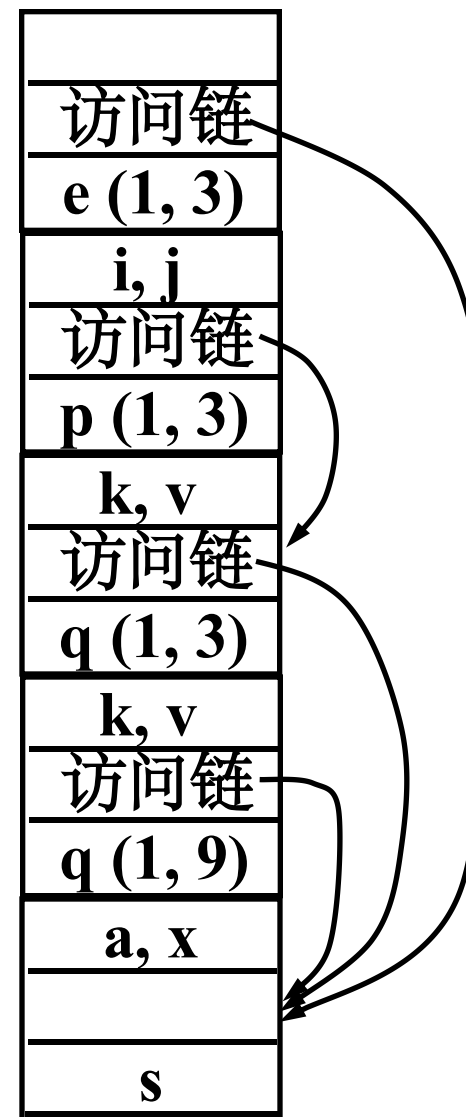 访问链
e (1, 3)
i, j
访问链
p (1, 3)
k, v
访问链
q (1, 3)
k, v
访问链
q (1, 9)
a, x
s